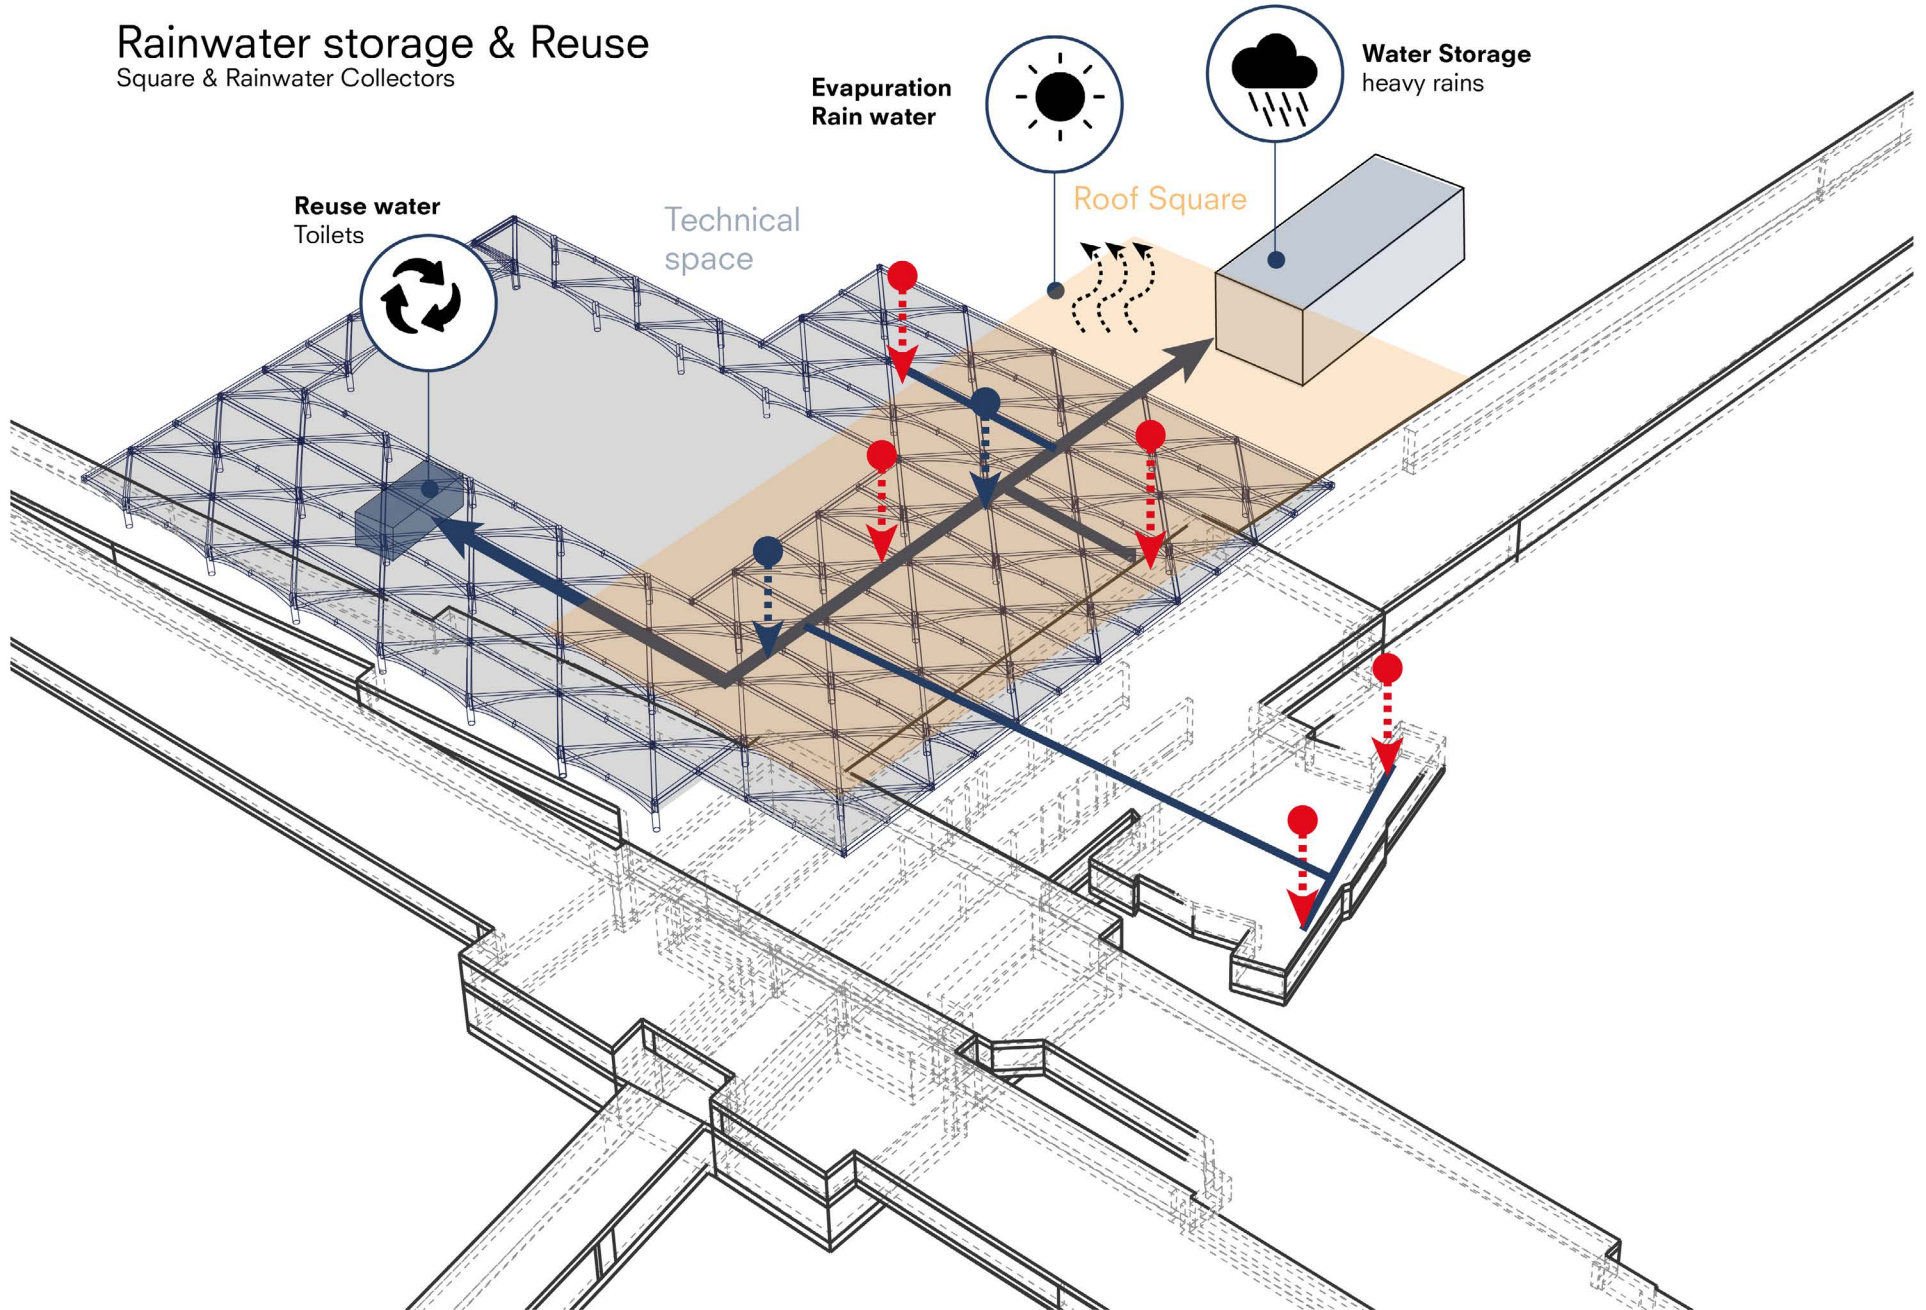 Rainwater storage & Reuse
Square & Rainwater Collectors
Evapuration
Rain water
Water Storage
heavy rains
Reuse water
Toilets
Technical
space
Roof Square